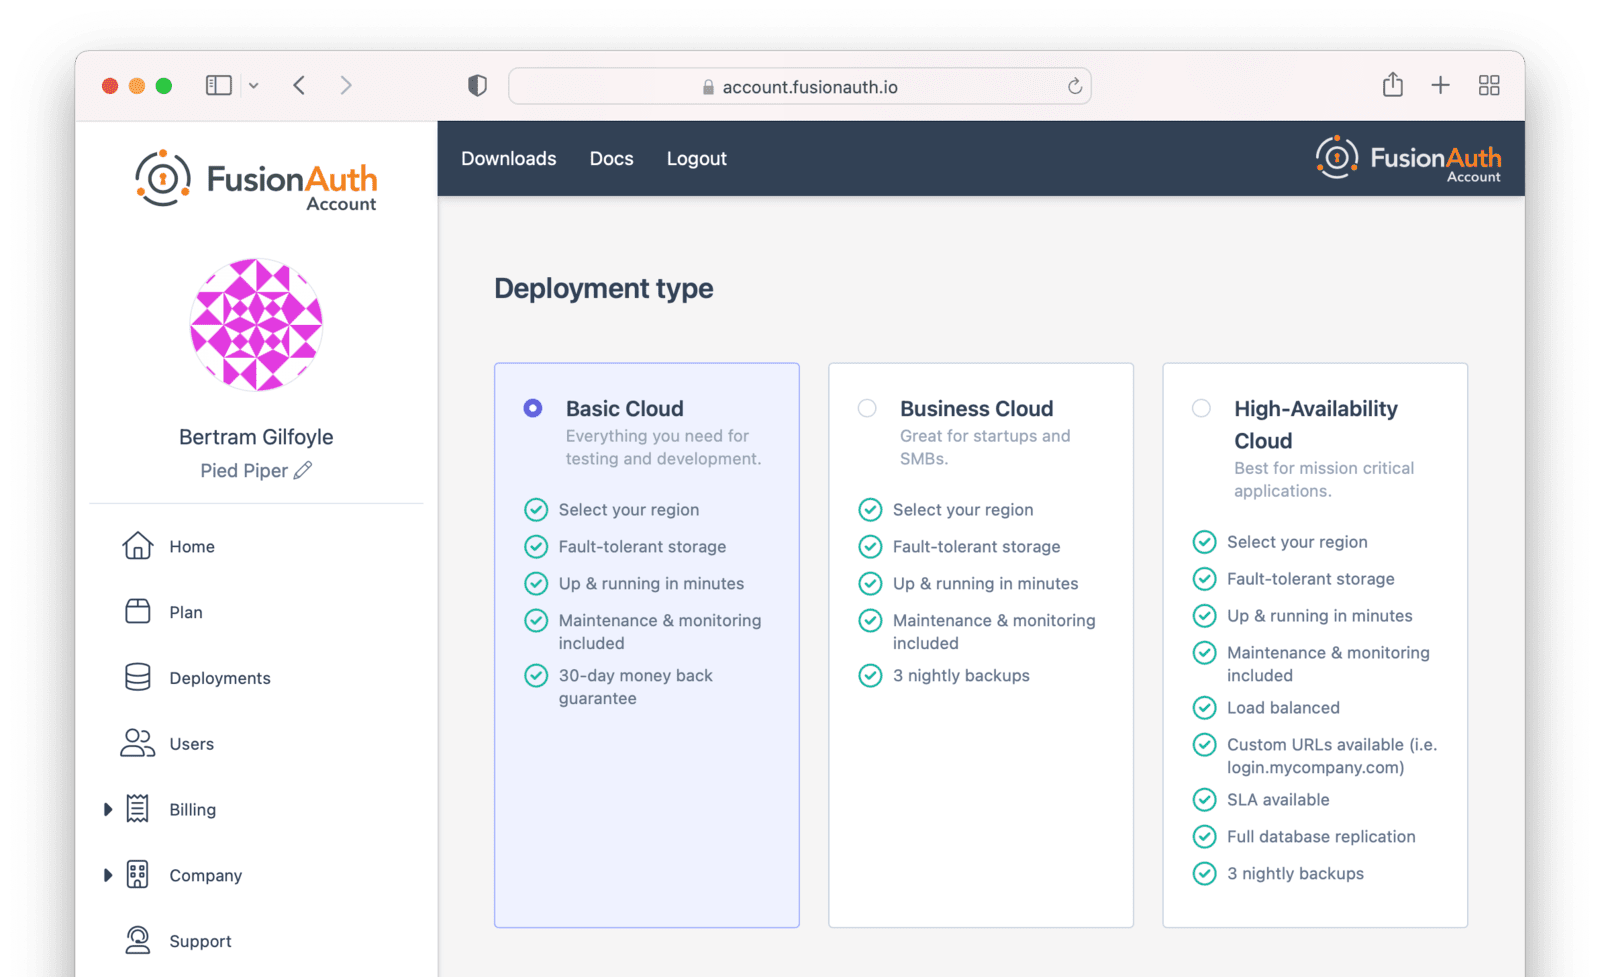 account.fusionauth.io
FusionAuth
Account
Downloads
Docs
Logout
FusionAuth
Account
Bertram Gilfoyle
Pied Piper
Home
Plan
Deployments
Users
Billing
Company
Support
Deployment type
Basic Cloud
Everything you need for
testing and development.
Select your region
Fault-tolerant storage
Up & running in minutes
Maintenance & monitoring
included
30-day money back
guarantee
Business Cloud
Great for startups and
SMBs.
Select your region
Fault-tolerant storage
Up & running in minutes
Maintenance & monitoring
included
3 nightly backups
High-Availability
Cloud
Best for mission critical
applications.
Select your region
Fault-tolerant storage
Up & running in minutes
Maintenance & monitoring
included
Load balanced
Custom URLs available (i.e.
login.mycompany.com)
SLA available
Full database replication
3 nightly backups